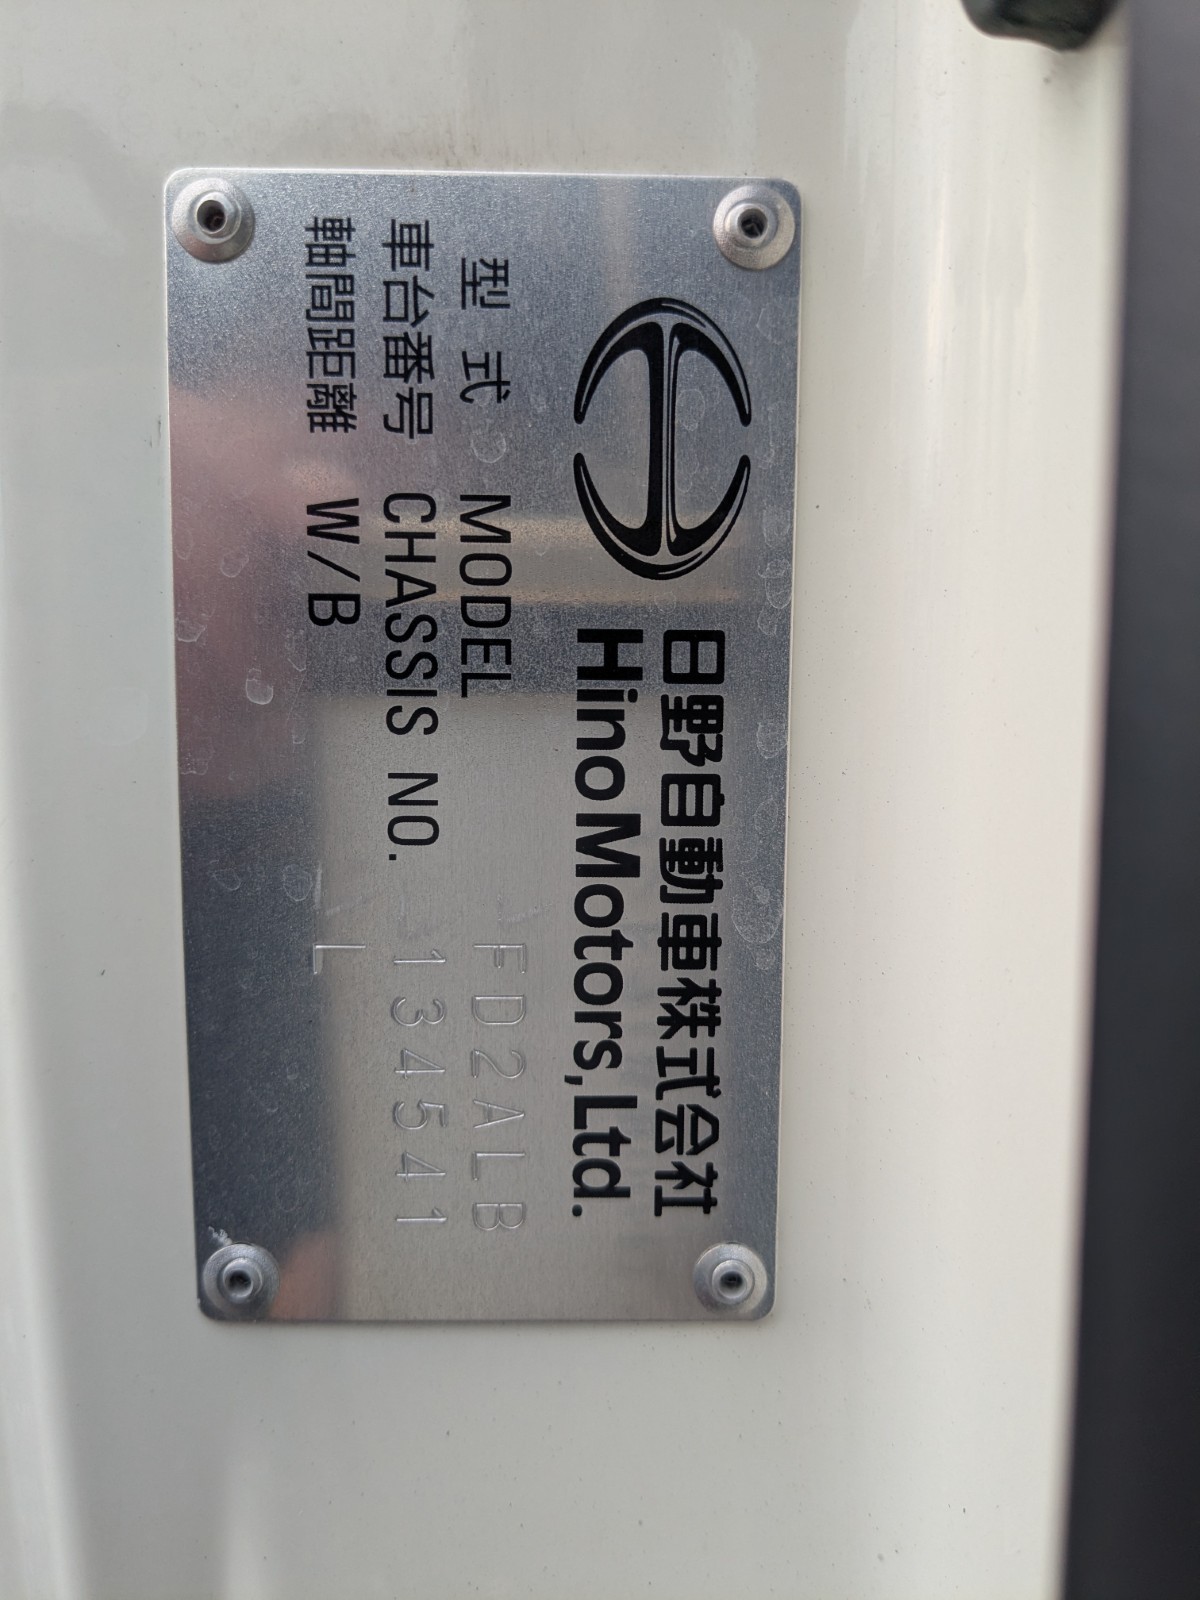 日野自動車株式会社
Hino Motors, Ltd.
型式 MODEL FD2ALB
車台番号 CHASSIS NO. 134541
軸間距離 W/B L